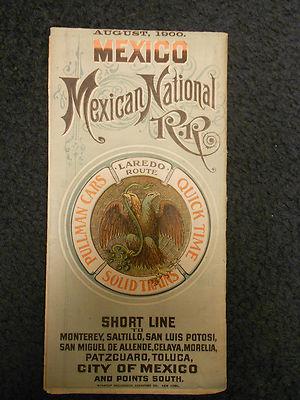 AUGUST, 1900.
MEXICO
Mexican National
R.R.
LAREDO
ROUTE
PULLMAN CARS
QUICK TIME
SOLID TRAINS
SHORT LINE
TO
MONTEREY, SALTILLO, SAN LUIS POTOSI,
SAN MIGUEL DE ALLENDE, CELAYA, MORELIA,
PATZCUARO, TOLUCA,
CITY OF MEXICO
AND POINTS SOUTH.